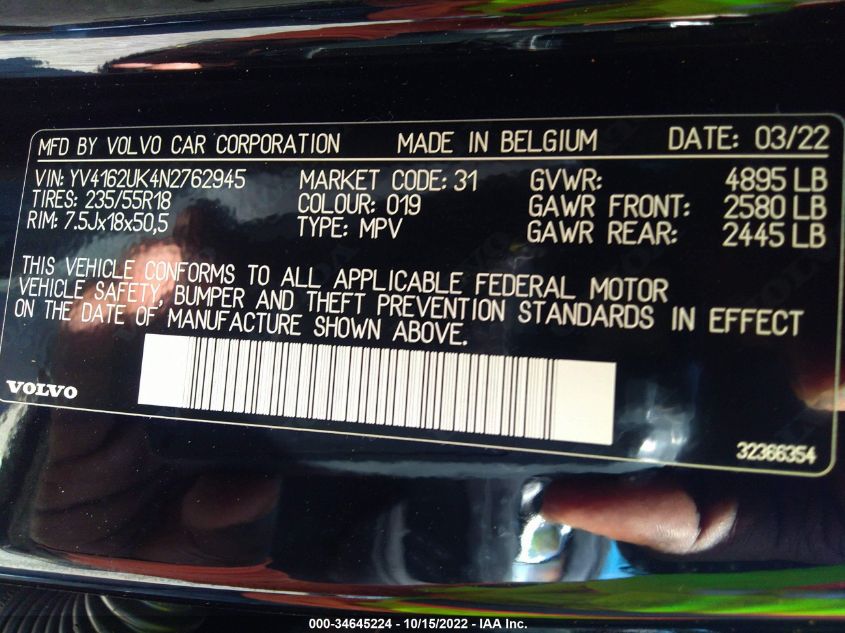 MFD BY VOLVO CAR CORPORATION MADE IN BELGIUM DATE: 03/22
VIN: YV4162UK4N2762945 MARKET CODE: 31 GVWR: 4895 LB
TIRES: 235/55R18 COLOUR: 019 GAWR FRONT: 2580 LB
RIM: 7.5Jx18x50,5 TYPE: MPV GAWR REAR: 2445 LB
THIS VEHICLE CONFORMS TO ALL APPLICABLE FEDERAL MOTOR
VEHICLE SAFETY, BUMPER AND THEFT PREVENTION STANDARDS IN EFFECT
ON THE DATE OF MANUFACTURE SHOWN ABOVE.
VOLVO
32366354
000-34645224 - 10/15/2022 - IAA Inc.